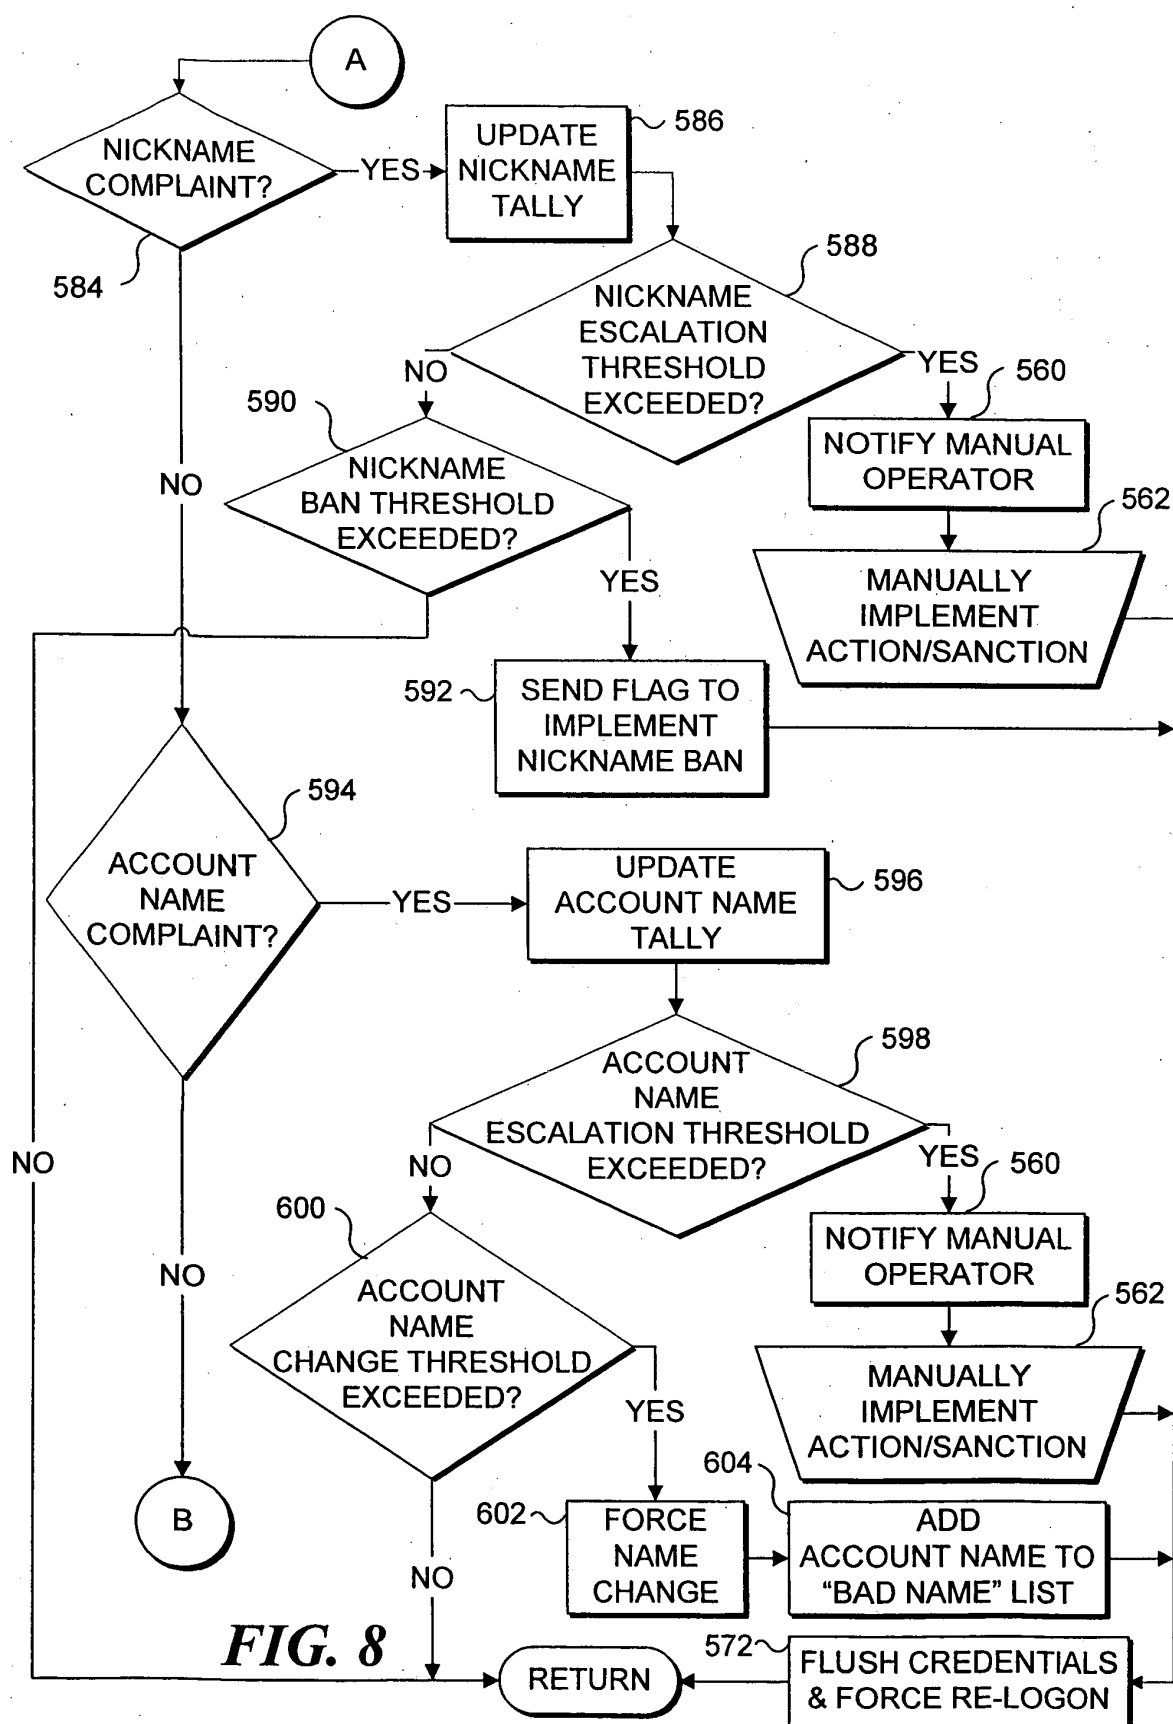 A
NICKNAME
COMPLAINT?
584
YES
UPDATE
NICKNAME
TALLY
586
NICKNAME
ESCALATION
THRESHOLD
EXCEEDED?
588
NO
YES
590
NICKNAME
BAN THRESHOLD
EXCEEDED?
560
NOTIFY MANUAL
OPERATOR
562
MANUALLY
IMPLEMENT
ACTION/SANCTION
NO
YES
592
SEND FLAG TO
IMPLEMENT
NICKNAME BAN
594
ACCOUNT
NAME
COMPLAINT?
YES
UPDATE
ACCOUNT NAME
TALLY
596
598
ACCOUNT
NAME
ESCALATION THRESHOLD
EXCEEDED?
NO
NO
YES
600
ACCOUNT
NAME
CHANGE THRESHOLD
EXCEEDED?
560
NOTIFY MANUAL
OPERATOR
562
MANUALLY
IMPLEMENT
ACTION/SANCTION
NO
YES
B
602
FORCE
NAME
CHANGE
604
ADD
ACCOUNT NAME TO
“BAD NAME” LIST
NO
FIG. 8
RETURN
572
FLUSH CREDENTIALS
& FORCE RE-LOGON